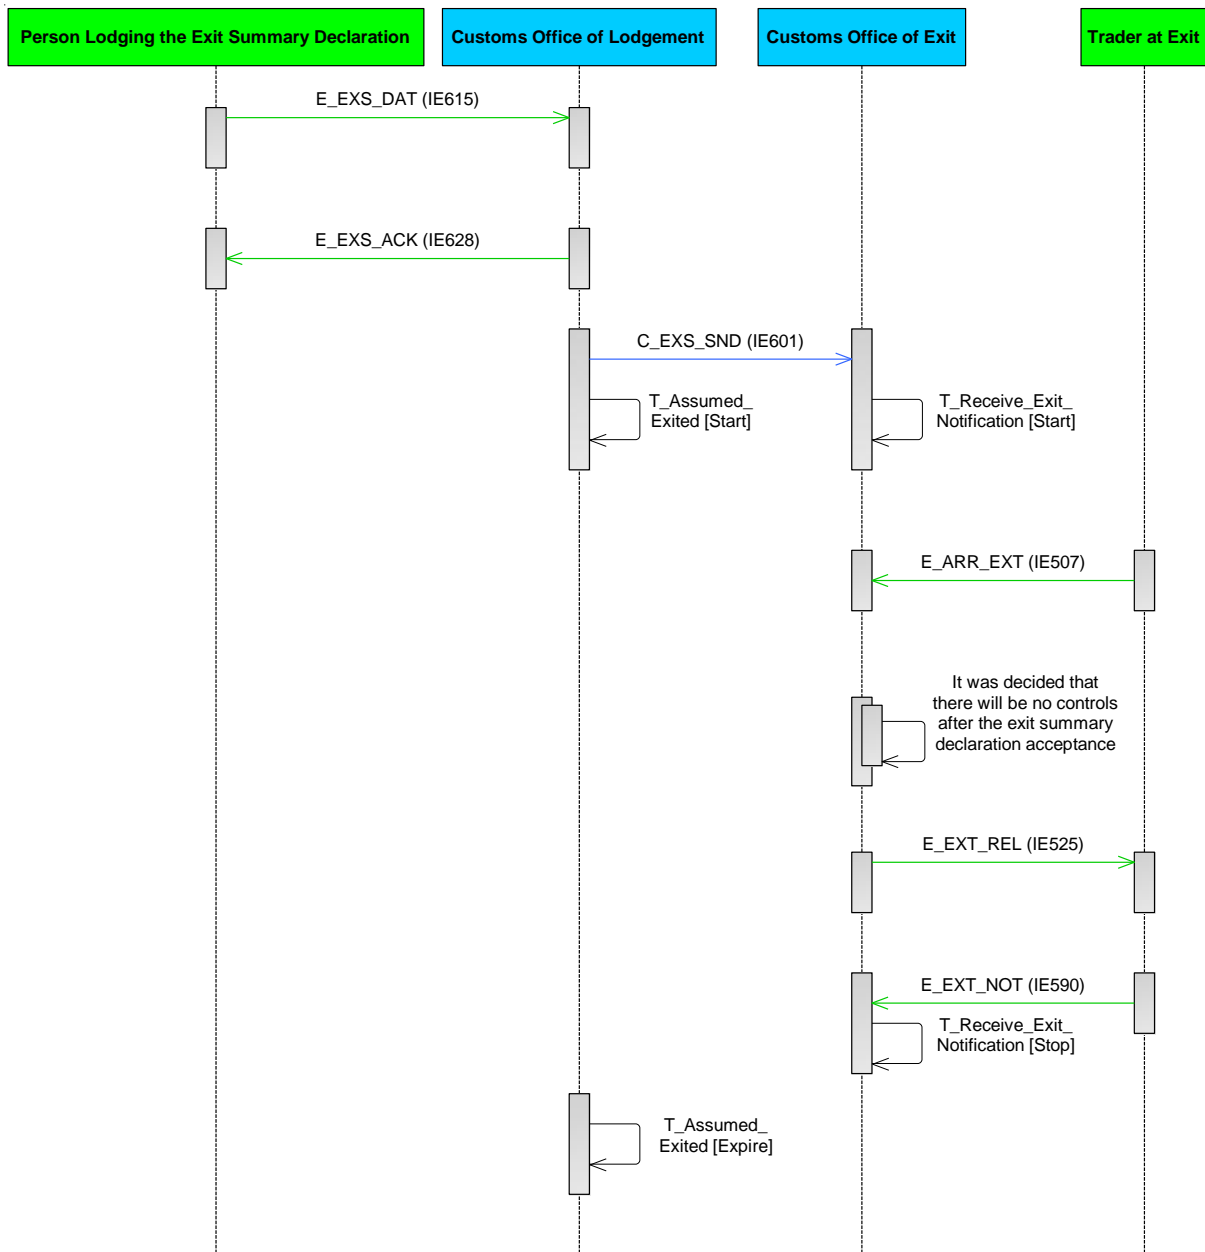 Person Lodging the Exit Summary Declaration
Customs Office of Lodgement
Customs Office of Exit
Trader at Exit
E_EXS_DAT (IE615)
E_EXS_ACK (IE628)
C_EXS_SND (IE601)
T_Assumed_
Exited [Start]
T_Receive_Exit_
Notification [Start]
E_ARR_EXT (IE507)
It was decided that
there will be no controls
after the exit summary
declaration acceptance
E_EXT_REL (IE525)
E_EXT_NOT (IE590)
T_Receive_Exit_
Notification [Stop]
T_Assumed_
Exited [Expire]